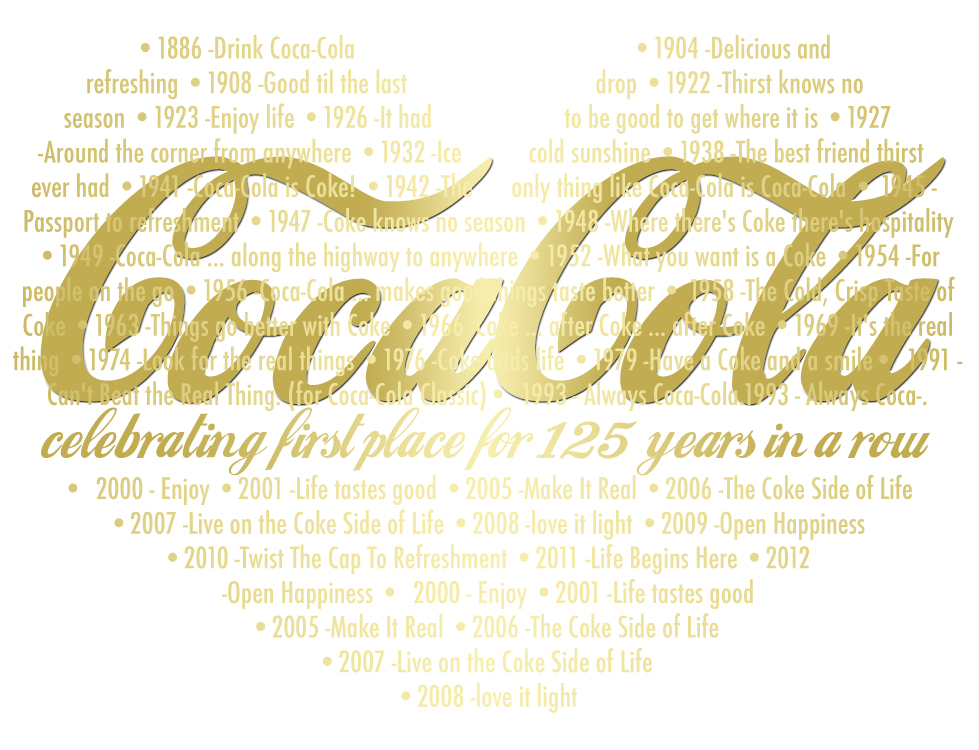 • 1886 -Drink Coca-Cola • 1904 -Delicious and
refreshing • 1908 -Good til the last drop • 1922 -Thirst knows no
season • 1923 -Enjoy life • 1926 -It had to be good to get where it is • 1927
-Around the corner from anywhere • 1932 -Ice cold sunshine • 1938 -The best friend thirst
ever had • 1941 -Coca-Cola is Coke! • 1942 -The only thing like Coca-Cola is Coca-Cola • 1945 -
Passport to refreshment • 1947 -Coke knows no season • 1948 -Where there's Coke there's hospitality
• 1949 -Coca-Cola ... along the highway to anywhere • 1952 -What you want is a Coke • 1954 -For
people on the go • 1956 -Coca-Cola ... makes good things taste better • 1958 -The Cold, Crisp Taste of
Coke • 1963 -Things go better with Coke • 1966 -Coke ... after Coke ... after Coke • 1969 -It's the real
thing • 1974 -Look for the real things • 1976 -Coke adds life • 1979 -Have a Coke and a smile • 1991 -
Can't Beat the Real Thing! (for Coca-Cola Classic) • 1993 - Always Coca-Cola.1993 - Always Coca-.
Coca Cola
celebrating first place for 125 years in a row
• 2000 - Enjoy • 2001 -Life tastes good • 2005 -Make It Real • 2006 -The Coke Side of Life
• 2007 -Live on the Coke Side of Life • 2008 -love it light • 2009 -Open Happiness
• 2010 -Twist The Cap To Refreshment • 2011 -Life Begins Here • 2012
-Open Happiness • 2000 - Enjoy • 2001 -Life tastes good
• 2005 -Make It Real • 2006 -The Coke Side of Life
• 2007 -Live on the Coke Side of Life
• 2008 -love it light